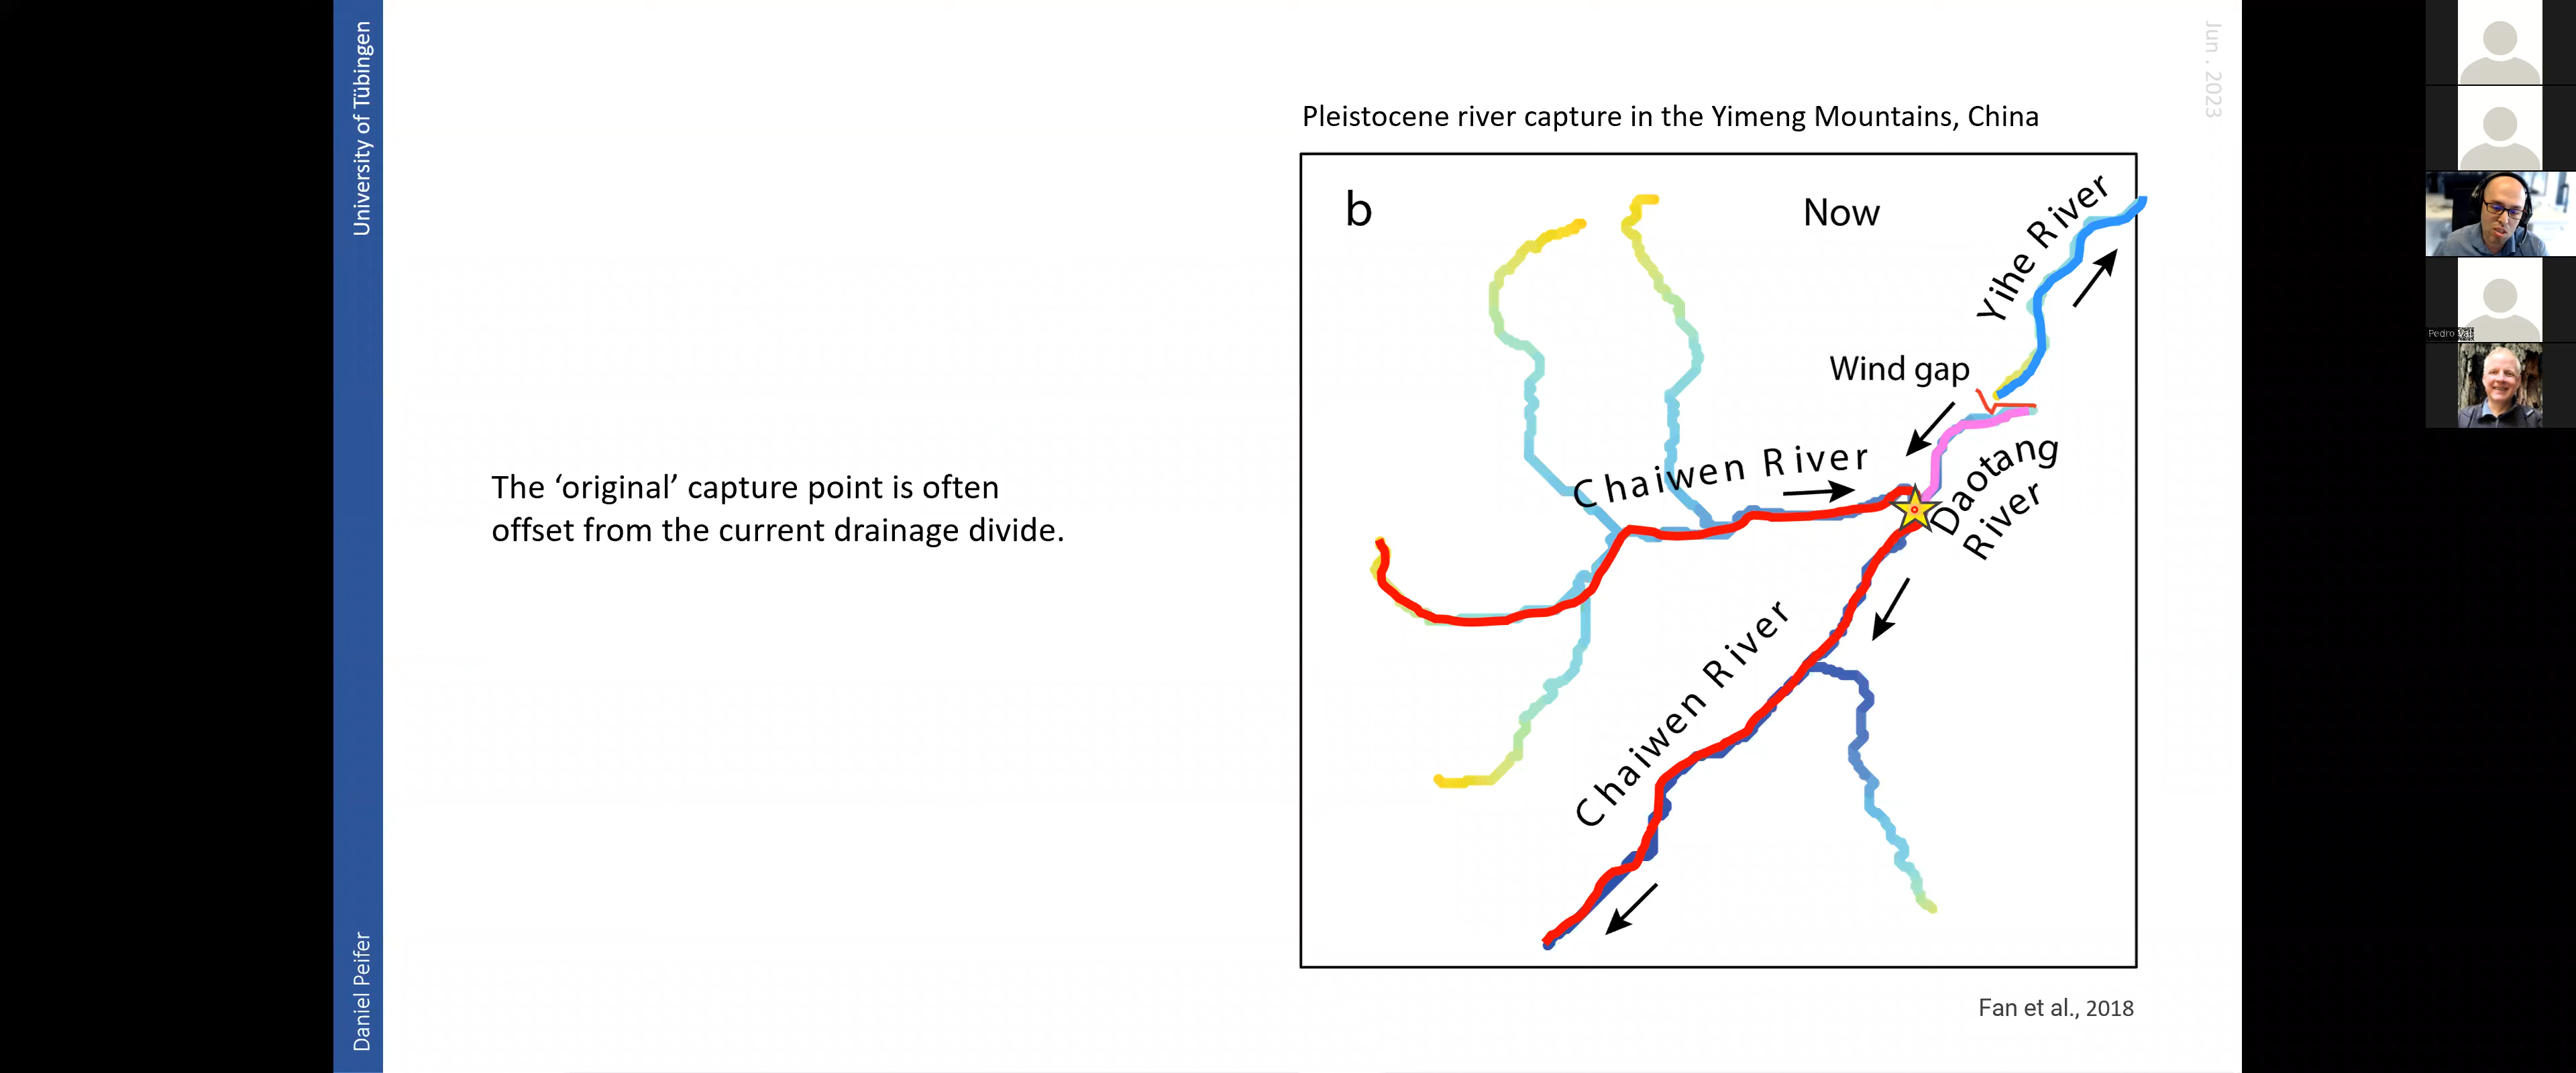 University of Tübingen
Daniel Peifer
Jun . 2023
The ‘original’ capture point is often
offset from the current drainage divide.
Pleistocene river capture in the Yimeng Mountains, China
b
Now
Yihe River
Wind gap
Chaiwen River
Daotang
River
Chaiwen River
Fan et al., 2018
Pedro